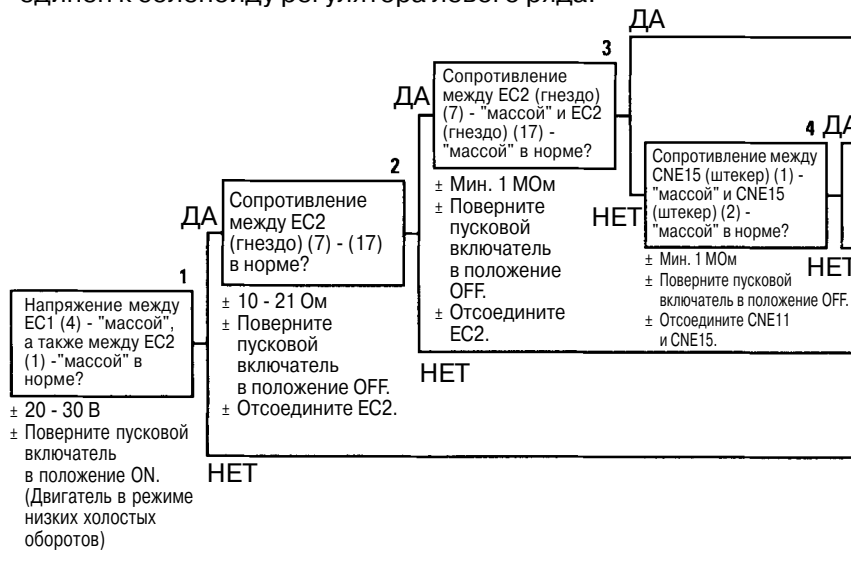 единен к соленоиду регулятора левого ряда.
ДА
3
Сопротивление
между EC2 (гнездо)
(7) - "массой" и EC2
(гнездо) (17) -
"массой" в норме?
ДА
± Мин. 1 МОм
± Поверните
пусковой
включатель
в положение
OFF.
± Отсоедините
EC2.
4 ДА
Сопротивление между
CNE15 (штекер) (1) -
"массой" и CNE15
(штекер) (2) -
"массой" в норме?
НЕТ
± Мин. 1 МОм
± Поверните пусковой
включатель в положение OFF.
± Отсоедините CNE11
и CNE15.
НЕТ
2
Сопротивление
между EC2
(гнездо) (7) - (17)
в норме?
ДА
± 10 - 21 Ом
± Поверните
пусковой
включатель
в положение OFF.
± Отсоедините EC2.
НЕТ
1
Напряжение между
EC1 (4) - "массой",
а также между EC2
(1) -"массой" в
норме?
± 20 - 30 В
± Поверните пусковой
включатель
в положение ON.
(Двигатель в режиме
низких холостых
оборотов)
НЕТ